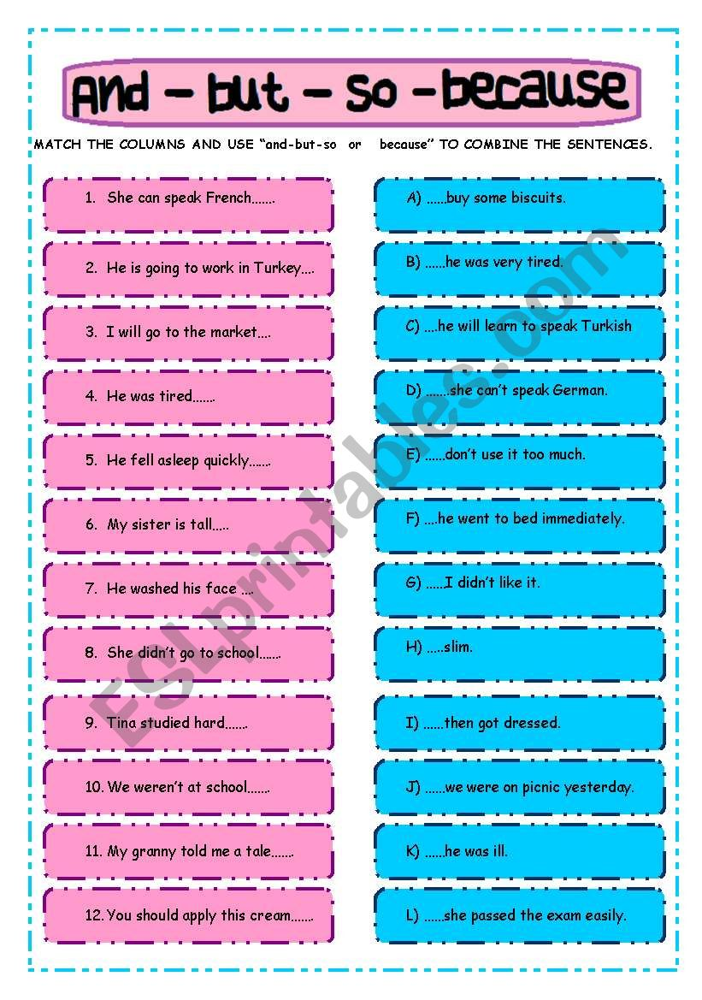 And - but - so - because
MATCH THE COLUMNS AND USE “and-but-so or because” TO COMBINE THE SENTENCES.
1. She can speak French.......
A) ......buy some biscuits.
2. He is going to work in Turkey....
B) ......he was very tired.
3. I will go to the market....
C) ....he will learn to speak Turkish
4. He was tired.......
D) .......she can’t speak German.
5. He fell asleep quickly......
E) ......don’t use it too much.
6. My sister is tall.....
F) ....he went to bed immediately.
7. He washed his face ....
G) ......I didn’t like it.
8. She didn’t go to school.......
H) .....slim.
9. Tina studied hard.......
I) ......then got dressed.
10. We weren’t at school.......
J) ......we were on picnic yesterday.
11. My granny told me a tale.......
K) ......he was ill.
12. You should apply this cream.......
L) ......she passed the exam easily.
ESLprintables.com